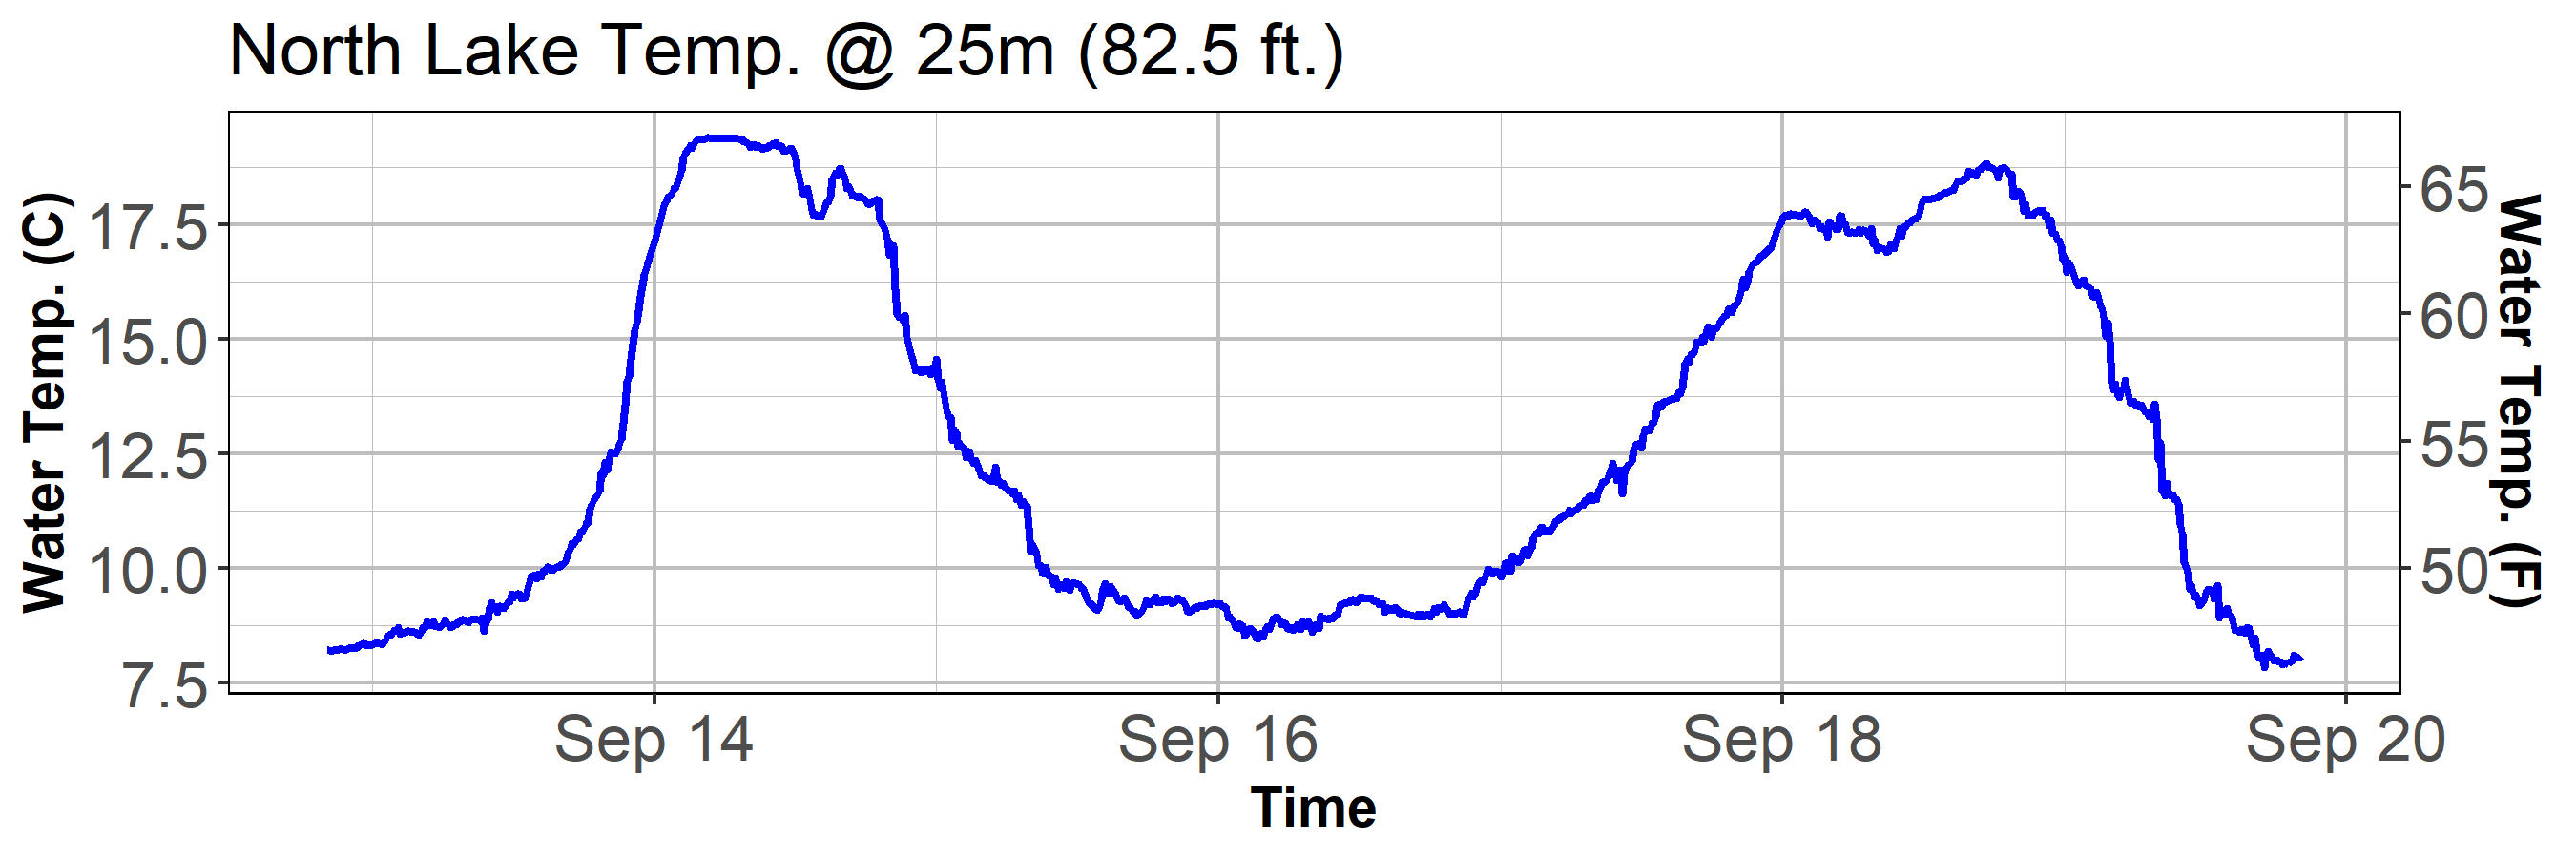 North Lake Temp. @ 25m (82.5 ft.)
Water Temp. (C)
17.5
15.0
12.5
10.0
7.5
65
60
55
50
Water Temp. (F)
Sep 14 Sep 16 Sep 18 Sep 20
Time